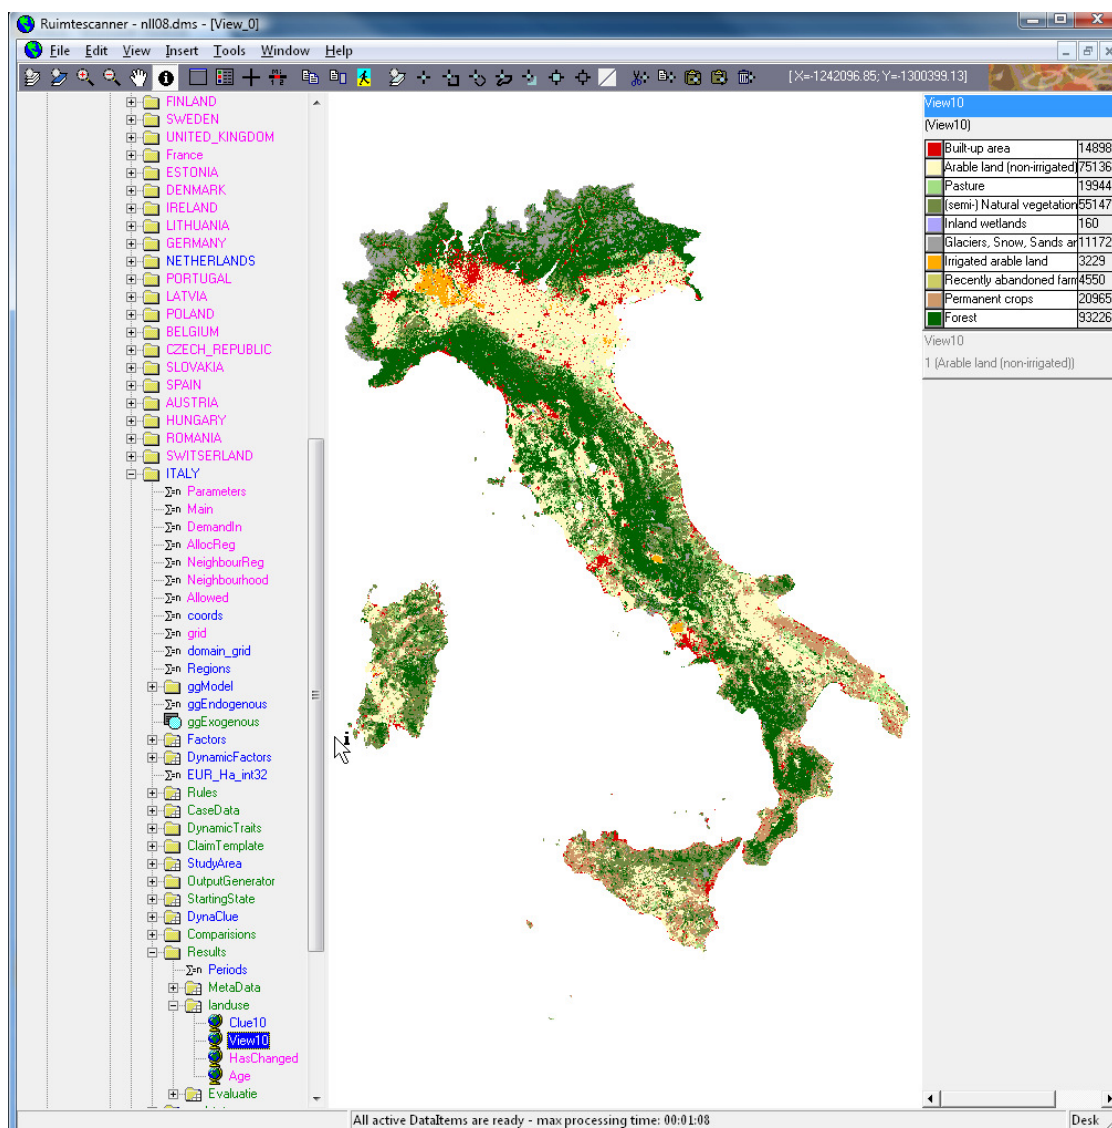 Ruimtescanner - nll08.dms - [View_0]
File Edit View Insert Tools Window Help
[X=-1242096.85; Y=-1300399.13]
FINLAND
SWEDEN
UNITED_KINGDOM
France
ESTONIA
DENMARK
IRELAND
LITHUANIA
GERMANY
NETHERLANDS
PORTUGAL
LATVIA
POLAND
BELGIUM
CZECH_REPUBLIC
SLOVAKIA
SPAIN
AUSTRIA
HUNGARY
ROMANIA
SWITSERLAND
ITALY
Σ=n Parameters
Σ=n Main
Σ=n DemandIn
Σ=n AllocReg
Σ=n NeighbourReg
Σ=n Neighbourhood
Σ=n Allowed
Σ=n coords
Σ=n grid
Σ=n domain_grid
Σ=n Regions
ggModel
Σ=n ggEndogenous
ggExogenous
Factors
DynamicFactors
Σ=n EUR_Ha_int32
Rules
CaseData
DynamicTraits
ClaimTemplate
StudyArea
OutputGenerator
StartingState
DynaClue
Comparisions
Results
Σ=n Periods
MetaData
landuse
Clue10
View10
HasChanged
Age
Evaluatie
View10
(View10)
Built-up area 14898
Arable land (non-irrigated) 75136
Pasture 19944
(semi-) Natural vegetation 55147
Inland wetlands 160
Glaciers, Snow, Sands ar 11172
Irrigated arable land 3229
Recently abandoned farm 4550
Permanent crops 20965
Forest 93226
View10
1 (Arable land (non-irrigated))
All active DataItems are ready - max processing time: 00:01:08
Desk